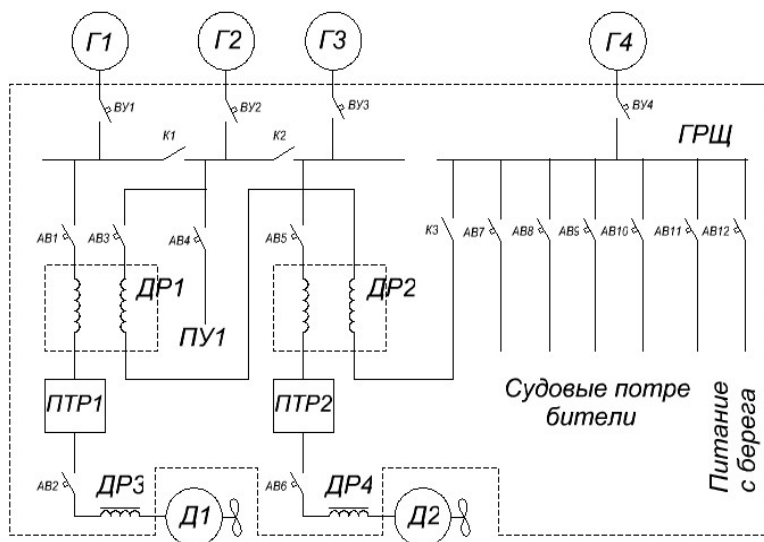 Г1 Г2 Г3 Г4
ВУ1 ВУ2 ВУ3 ВУ4
К1 К2 ГРЩ
АВ1 АВ3 АВ4 АВ5 К3 АВ7 АВ8 АВ9 АВ10 АВ11 АВ12
ДР1 ДР2
ПУ1
ПТР1 ПТР2
Судовые потре
бители
Питание
с берега
АВ2 ДР3 АВ6 ДР4
Д1 Д2